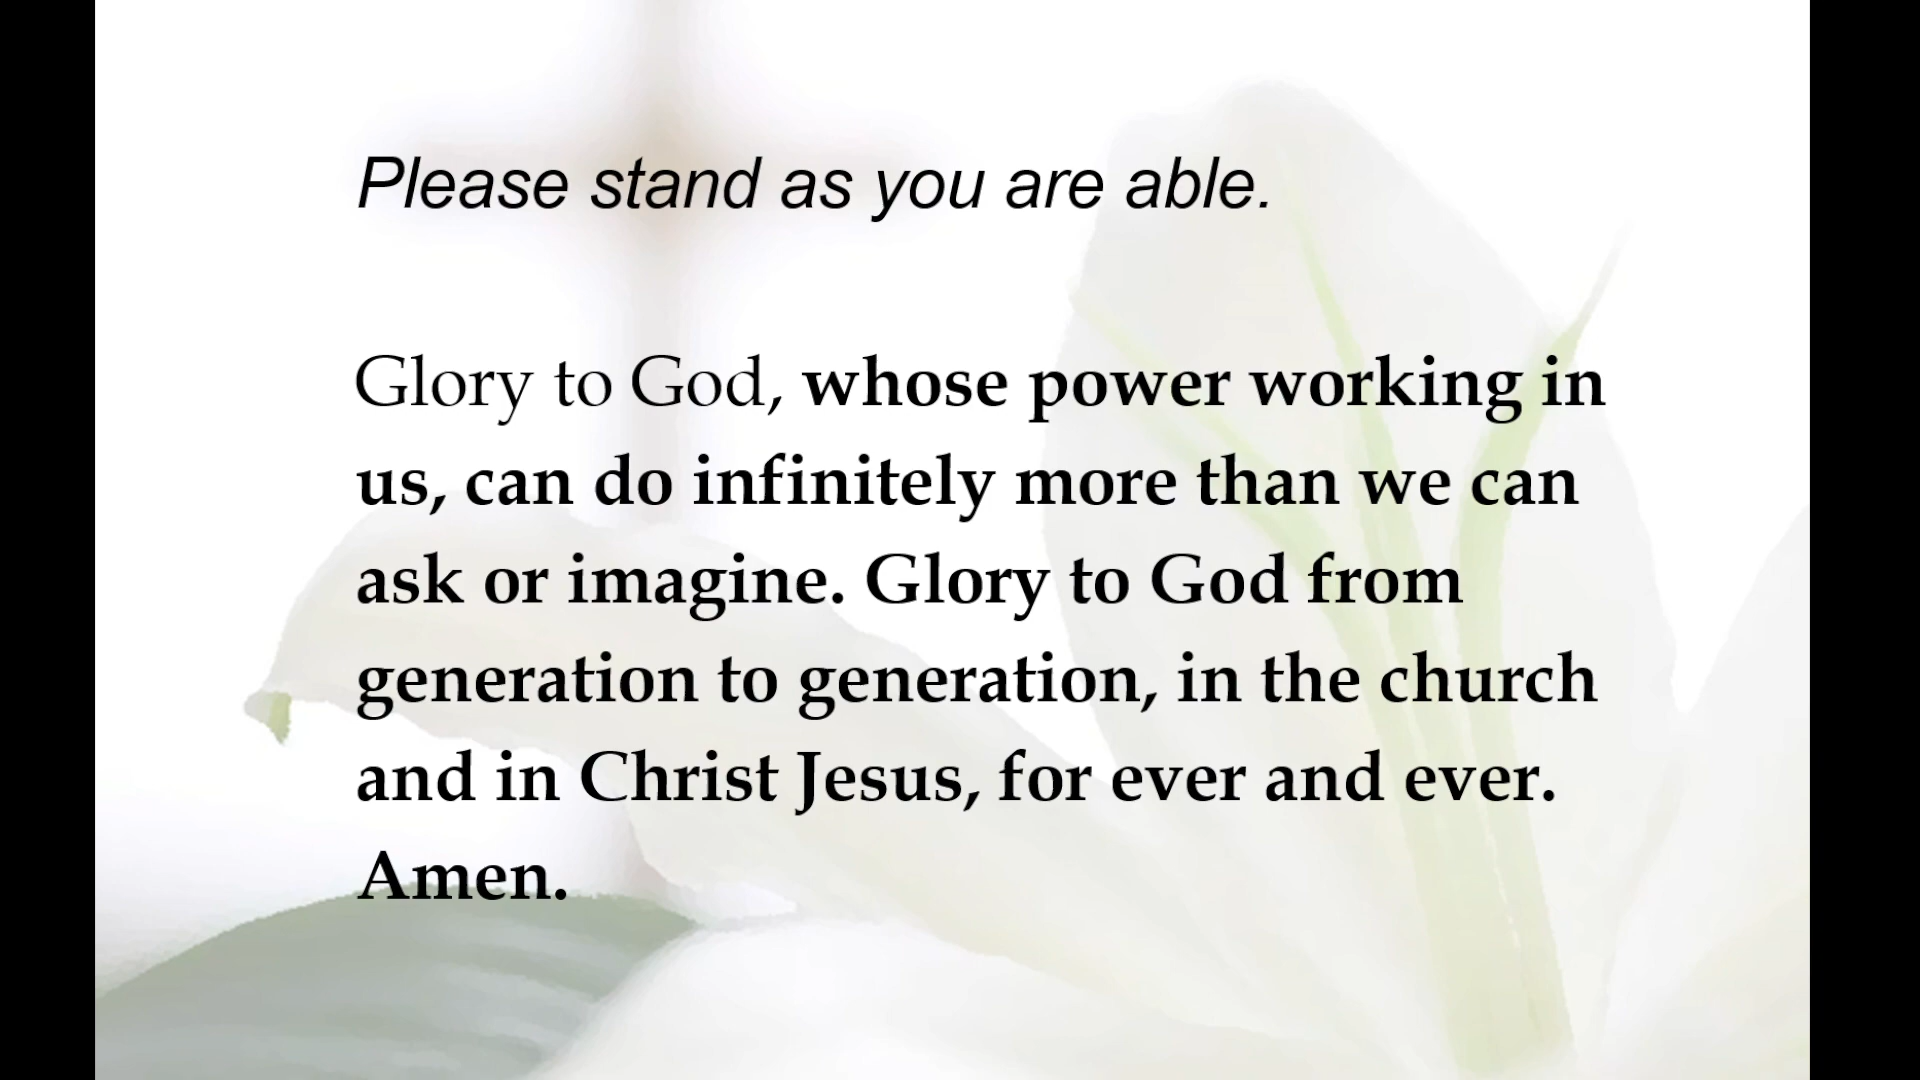 Please stand as you are able.
Glory to God, whose power working in
us, can do infinitely more than we can
ask or imagine. Glory to God from
generation to generation, in the church
and in Christ Jesus, for ever and ever.
Amen.